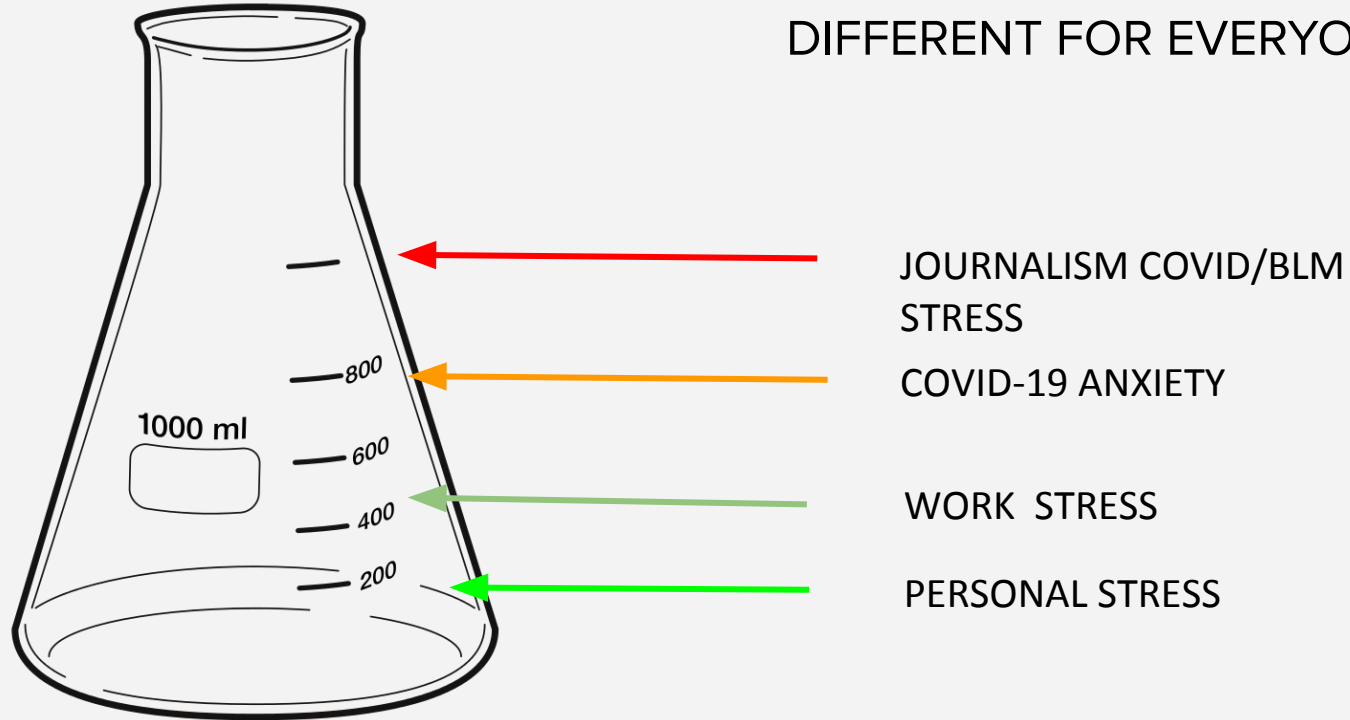 DIFFERENT FOR EVERYO
JOURNALISM COVID/BLM
STRESS
800
COVID-19 ANXIETY
1000 ml
600
WORK STRESS
400
200
PERSONAL STRESS